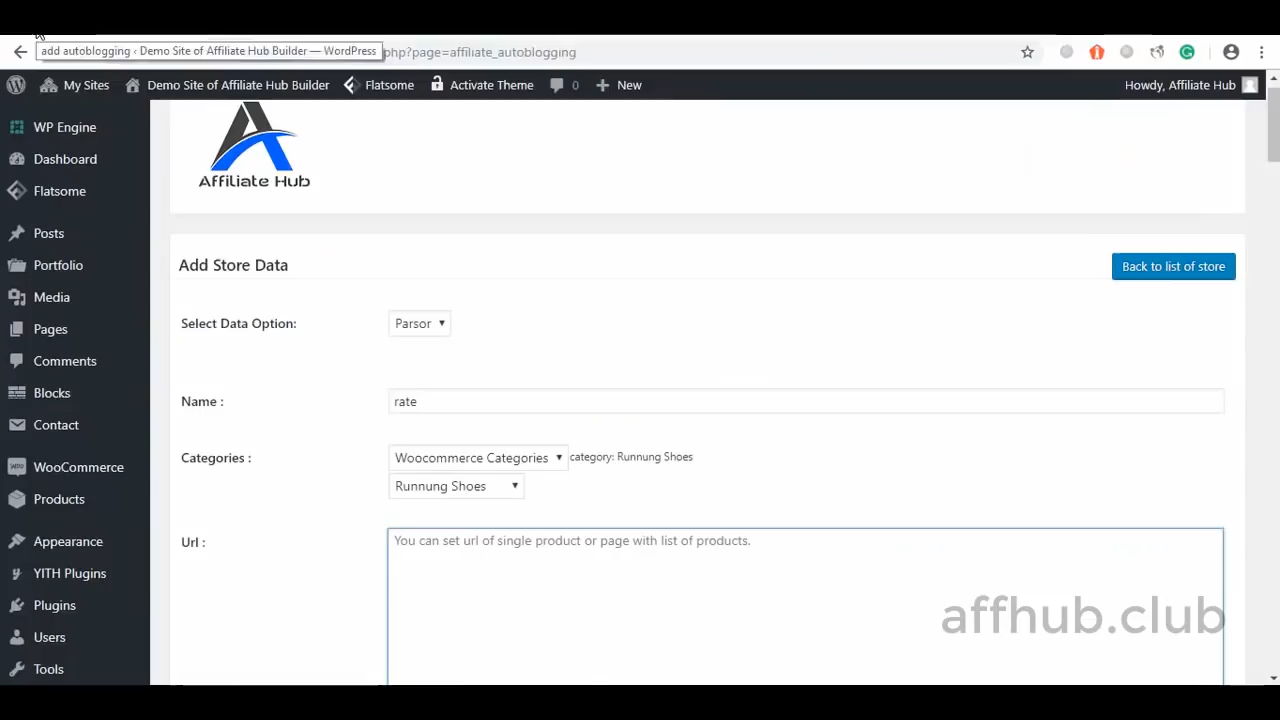 add autoblogging ‹ Demo Site of Affiliate Hub Builder — WordPress
php?page=affiliate_autoblogging
My Sites
Demo Site of Affiliate Hub Builder
Flatsome
Activate Theme
0
New
Howdy, Affiliate Hub
WP Engine
Dashboard
Flatsome
Posts
Portfolio
Media
Pages
Comments
Blocks
Contact
WooCommerce
Products
Appearance
YITH Plugins
Plugins
Users
Tools
Affiliate Hub
Add Store Data
Back to list of store
Select Data Option:
Parsor
Name :
rate
Categories :
Woocommerce Categories
category: Runnung Shoes
Runnung Shoes
Url :
You can set url of single product or page with list of products.
affhub.club